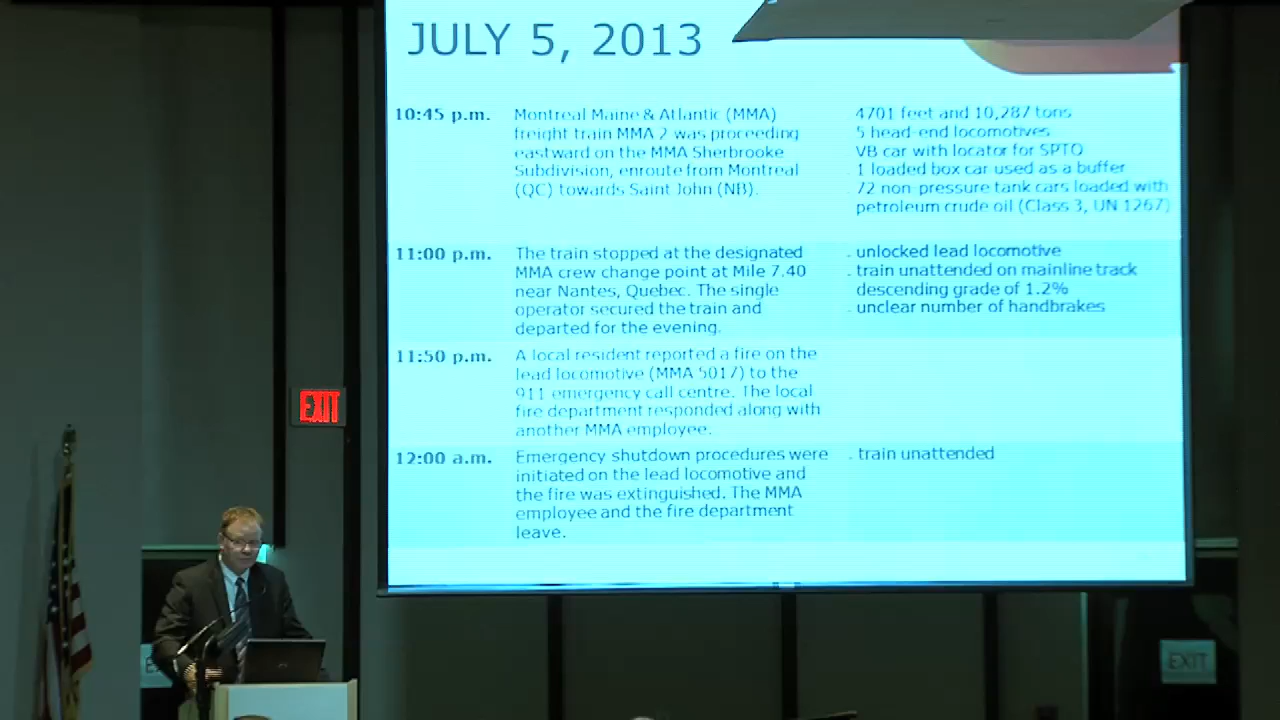 JULY 5, 2013
10:45 p.m.
Montreal Maine & Atlantic (MMA)
freight train MMA 2 was proceeding
eastward on the MMA Sherbrooke
Subdivision, enroute from Montreal
(QC) towards Saint John (NB).
4701 feet and 10,287 tons
5 head-end locomotives
VB car with locator for SPTO
. 1 loaded box car used as a buffer
. 72 non-pressure tank cars loaded with
petroleum crude oil (Class 3, UN 1267)
11:00 p.m.
The train stopped at the designated
MMA crew change point at Mile 7.40
near Nantes, Quebec. The single
operator secured the train and
departed for the evening.
. unlocked lead locomotive
. train unattended on mainline track
descending grade of 1.2%
. unclear number of handbrakes
11:50 p.m.
A local resident reported a fire on the
lead locomotive (MMA 5017) to the
911 emergency call centre. The local
fire department responded along with
another MMA employee.
12:00 a.m.
Emergency shutdown procedures were
initiated on the lead locomotive and
the fire was extinguished. The MMA
employee and the fire department
leave.
. train unattended
EXIT
EXIT